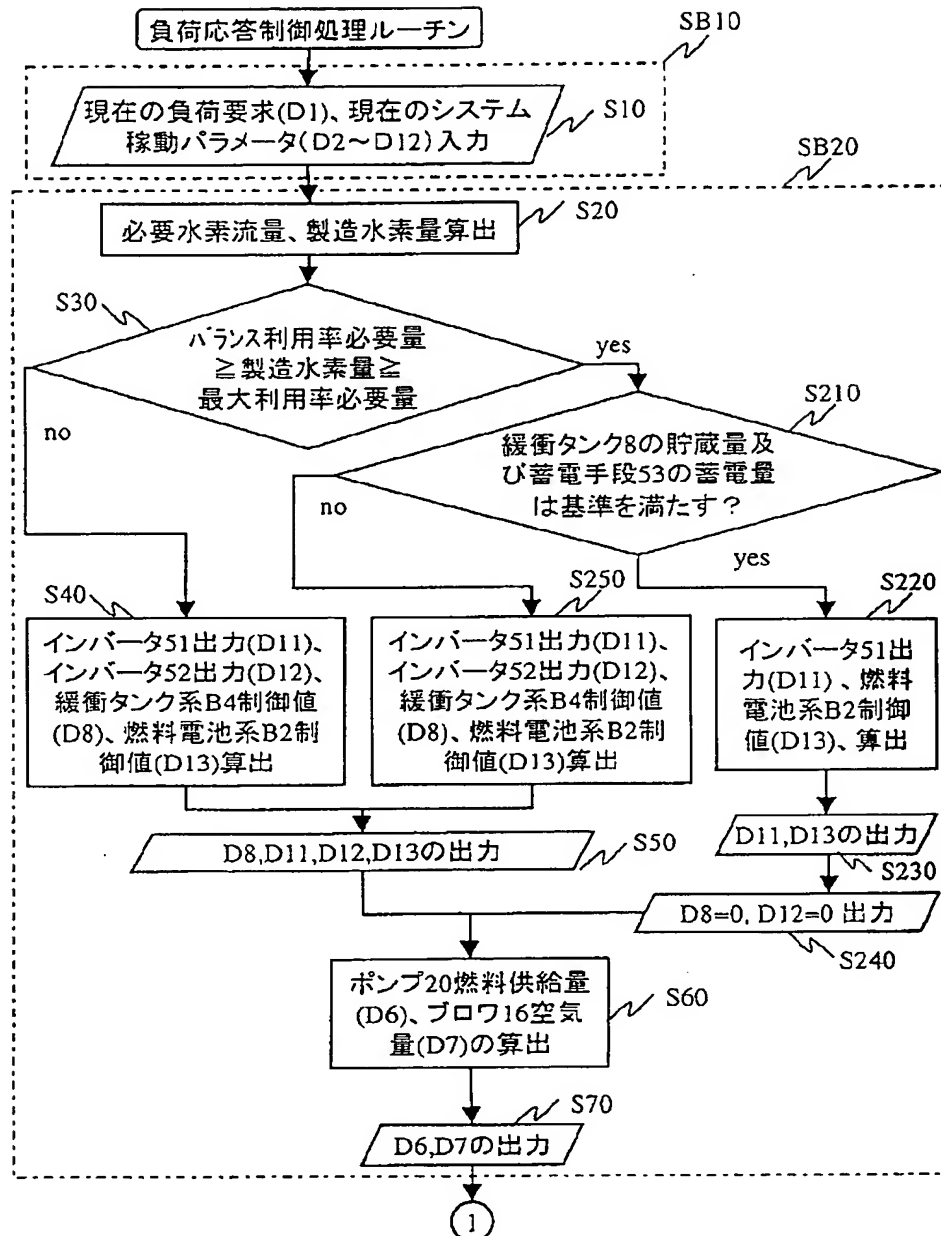 負荷応答制御処理ルーチン
SB10
現在の負荷要求(D1)、現在のシステム
稼動パラメータ(D2～D12)入力
S10
SB20
必要水素流量、製造水素量算出
S20
S30
バランス利用率必要量
≧製造水素量≧
最大利用率必要量
yes
no
S210
緩衝タンク8の貯蔵量及
び蓄電手段53の蓄電量
は基準を満たす？
no
yes
S40
インバータ51出力(D11)、
インバータ52出力(D12)、
緩衝タンク系B4制御値
(D8)、燃料電池系B2制
御値(D13)算出
S250
インバータ51出力(D11)、
インバータ52出力(D12)、
緩衝タンク系B4制御値
(D8)、燃料電池系B2制
御値(D13)算出
S220
インバータ51出
力(D11)、燃料
電池系B2制御
値(D13)、算出
D8,D11,D12,D13の出力
S50
D11,D13の出力
S230
D8=0, D12=0 出力
S240
ポンプ20燃料供給量
(D6)、ブロワ16空気
量(D7)の算出
S60
S70
D6,D7の出力
1